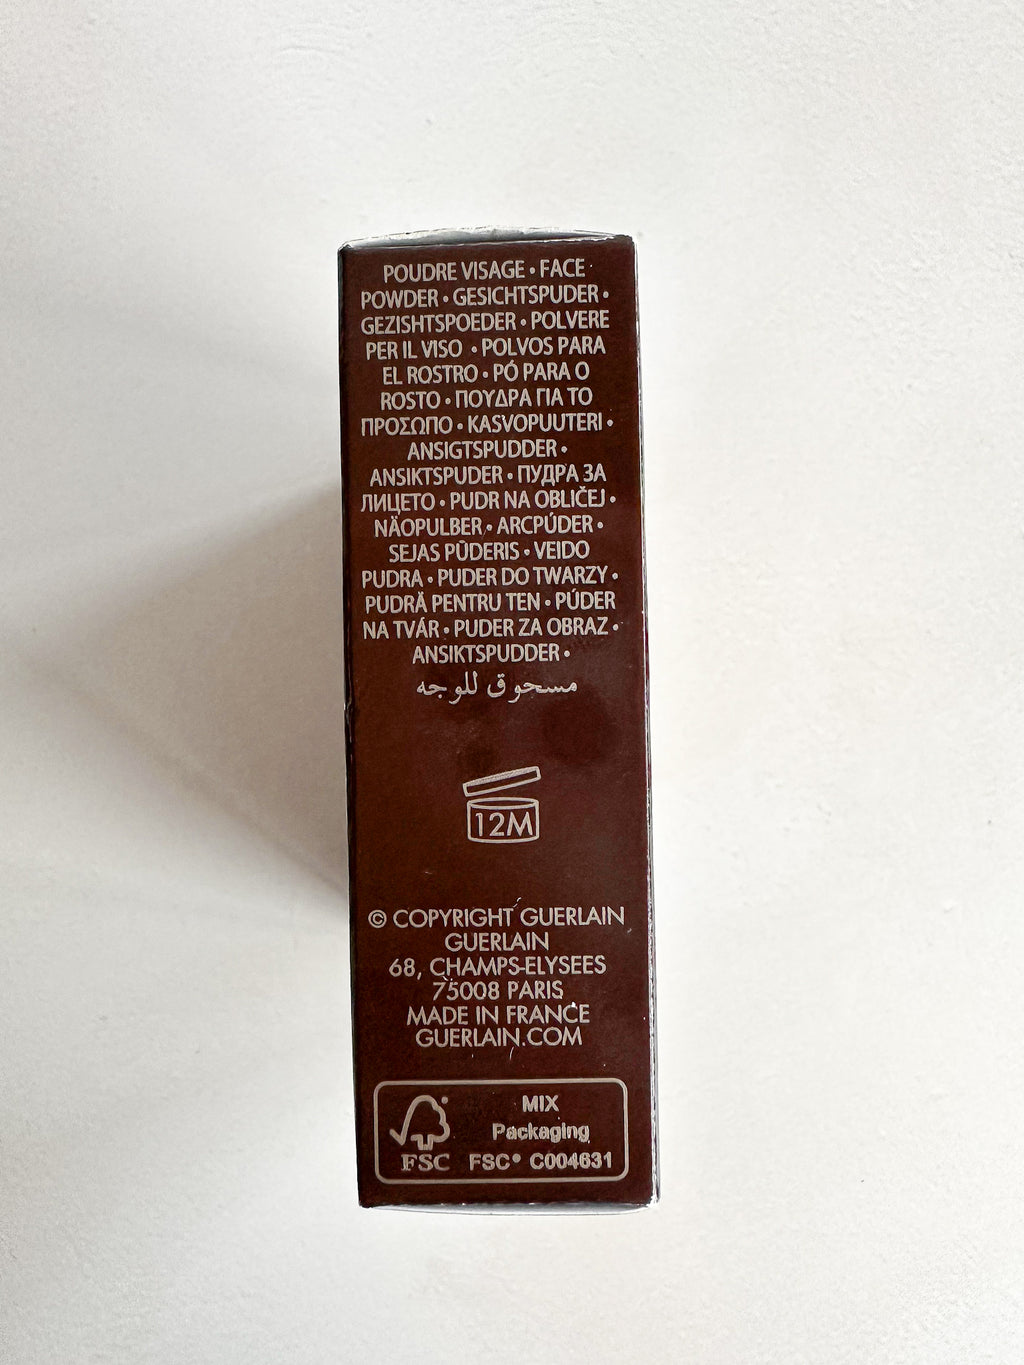 POUDRE VISAGE • FACE
POWDER • GESICHTSPUDER •
GEZISHTSPOEDER • POLVERE
PER IL VISO • POLVOS PARA
EL ROSTRO • PÓ PARA O
ROSTO • ΠΟΥΔΡΑ ΓΙΑ ΤΟ
ΠΡΟΣΩΠΟ • KASVOPUUTERI •
ANSIGTSPUDDER •
ANSIKTSPUDER • ПУДРА ЗА
ЛИЦЕТО • PUDR NA OBLIČEJ •
NÄOPULBER • ARCPÚDER •
SEJAS PŪDERIS • VEIDO
PUDRA • PUDER DO TWARZY •
PUDRĂ PENTRU TEN • PÚDER
NA TVÁR • PUDER ZA OBRAZ •
ANSIKTSPUDDER •
مسحوق للوجه
12M
© COPYRIGHT GUERLAIN
GUERLAIN
68, CHAMPS-ELYSEES
75008 PARIS
MADE IN FRANCE
GUERLAIN.COM
MIX
Packaging
FSC FSC® C004631